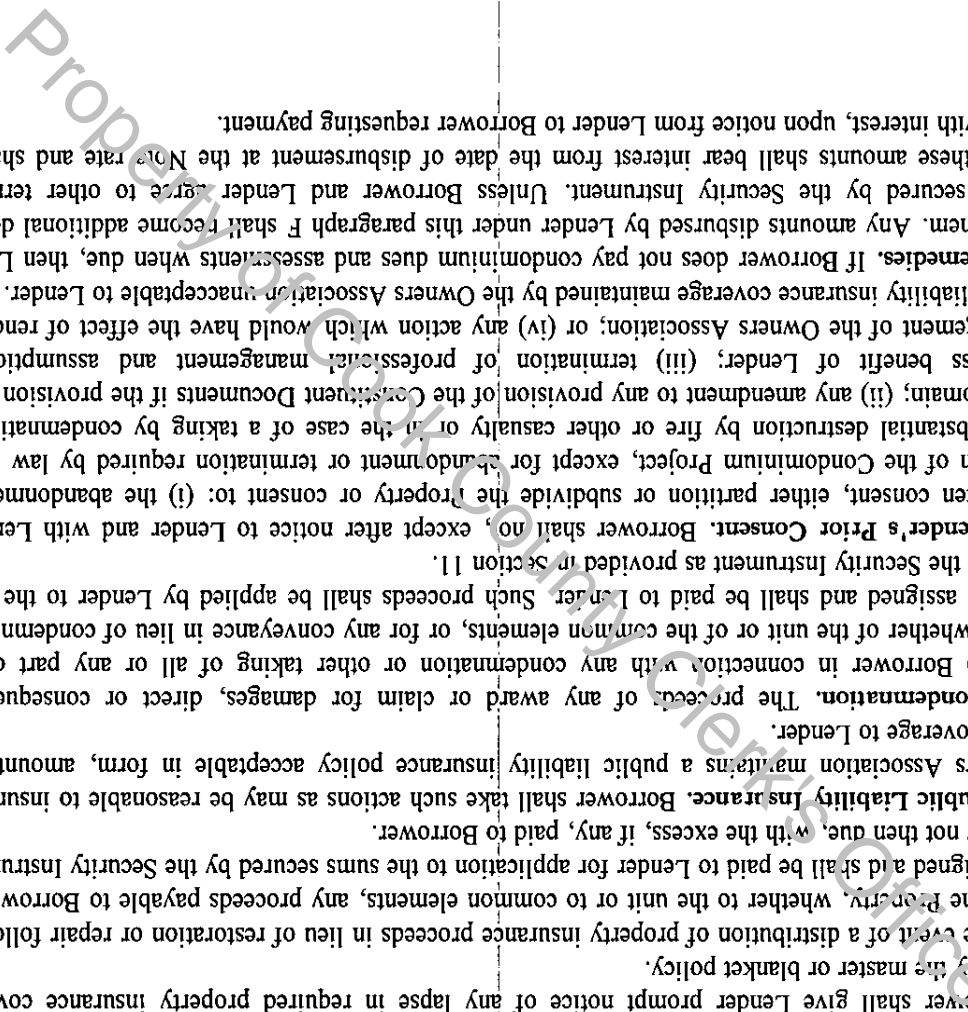 ower shall give Lender prompt notice of any lapse in required property insurance cov
y the master or blanket policy.
e event of a distribution of property insurance proceeds in lieu of restoration or repair follo
he Property, whether to the unit or to common elements, any proceeds payable to Borrow
igned and shall be paid to Lender for application to the sums secured by the Security Instru
not then due, with the excess, if any, paid to Borrower.
ublic Liability Insurance. Borrower shall take such actions as may be reasonable to insur
rs Association maintains a public liability insurance policy acceptable in form, amount
overage to Lender.
ondemnation. The proceeds of any award or claim for damages, direct or conseque
Borrower in connection with any condemnation or other taking of all or any part o
whether of the unit or of the common elements, or for any conveyance in lieu of condemn
assigned and shall be paid to Lender. Such proceeds shall be applied by Lender to the
the Security Instrument as provided in Section 11.
ender's Prior Consent. Borrower shall not, except after notice to Lender and with Len
en consent, either partition or subdivide the Property or consent to: (i) the abandonme
n of the Condominium Project, except for abandonment or termination required by law
bstantial destruction by fire or other casualty or in the case of a taking by condemnati
omain; (ii) any amendment to any provision of the Constituent Documents if the provision
ss benefit of Lender; (iii) termination of professional management and assumptio
gement of the Owners Association; or (iv) any action which would have the effect of rend
liability insurance coverage maintained by the Owners Association unacceptable to Lender.
emedies. If Borrower does not pay condominium dues and assessments when due, then L
hem. Any amounts disbursed by Lender under this paragraph F shall become additional d
secured by the Security Instrument. Unless Borrower and Lender agree to other ter
these amounts shall bear interest from the date of disbursement at the Note rate and sh
with interest, upon notice from Lender to Borrower requesting payment.
Property of Cook County Clerk's Office